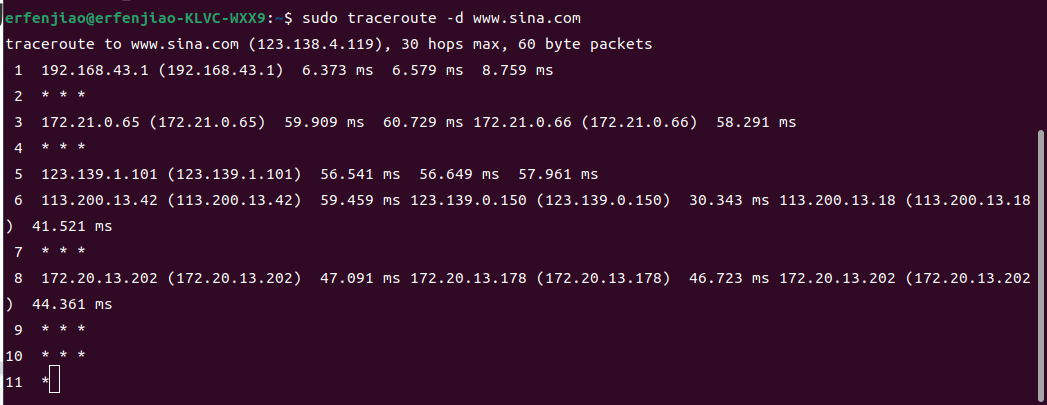 erfenjiao@erfenjiao-KLVC-WXX9:~$ sudo traceroute -d www.sina.com
traceroute to www.sina.com (123.138.4.119), 30 hops max, 60 byte packets
 1  192.168.43.1 (192.168.43.1)  6.373 ms  6.579 ms  8.759 ms
 2  * * *
 3  172.21.0.65 (172.21.0.65)  59.909 ms  60.729 ms 172.21.0.66 (172.21.0.66)  58.291 ms
 4  * * *
 5  123.139.1.101 (123.139.1.101)  56.541 ms  56.649 ms  57.961 ms
 6  113.200.13.42 (113.200.13.42)  59.459 ms 123.139.0.150 (123.139.0.150)  30.343 ms 113.200.13.18 (113.200.13.18
)  41.521 ms
 7  * * *
 8  172.20.13.202 (172.20.13.202)  47.091 ms 172.20.13.178 (172.20.13.178)  46.723 ms 172.20.13.202 (172.20.13.202
)  44.361 ms
 9  * * *
10  * * *
11  *